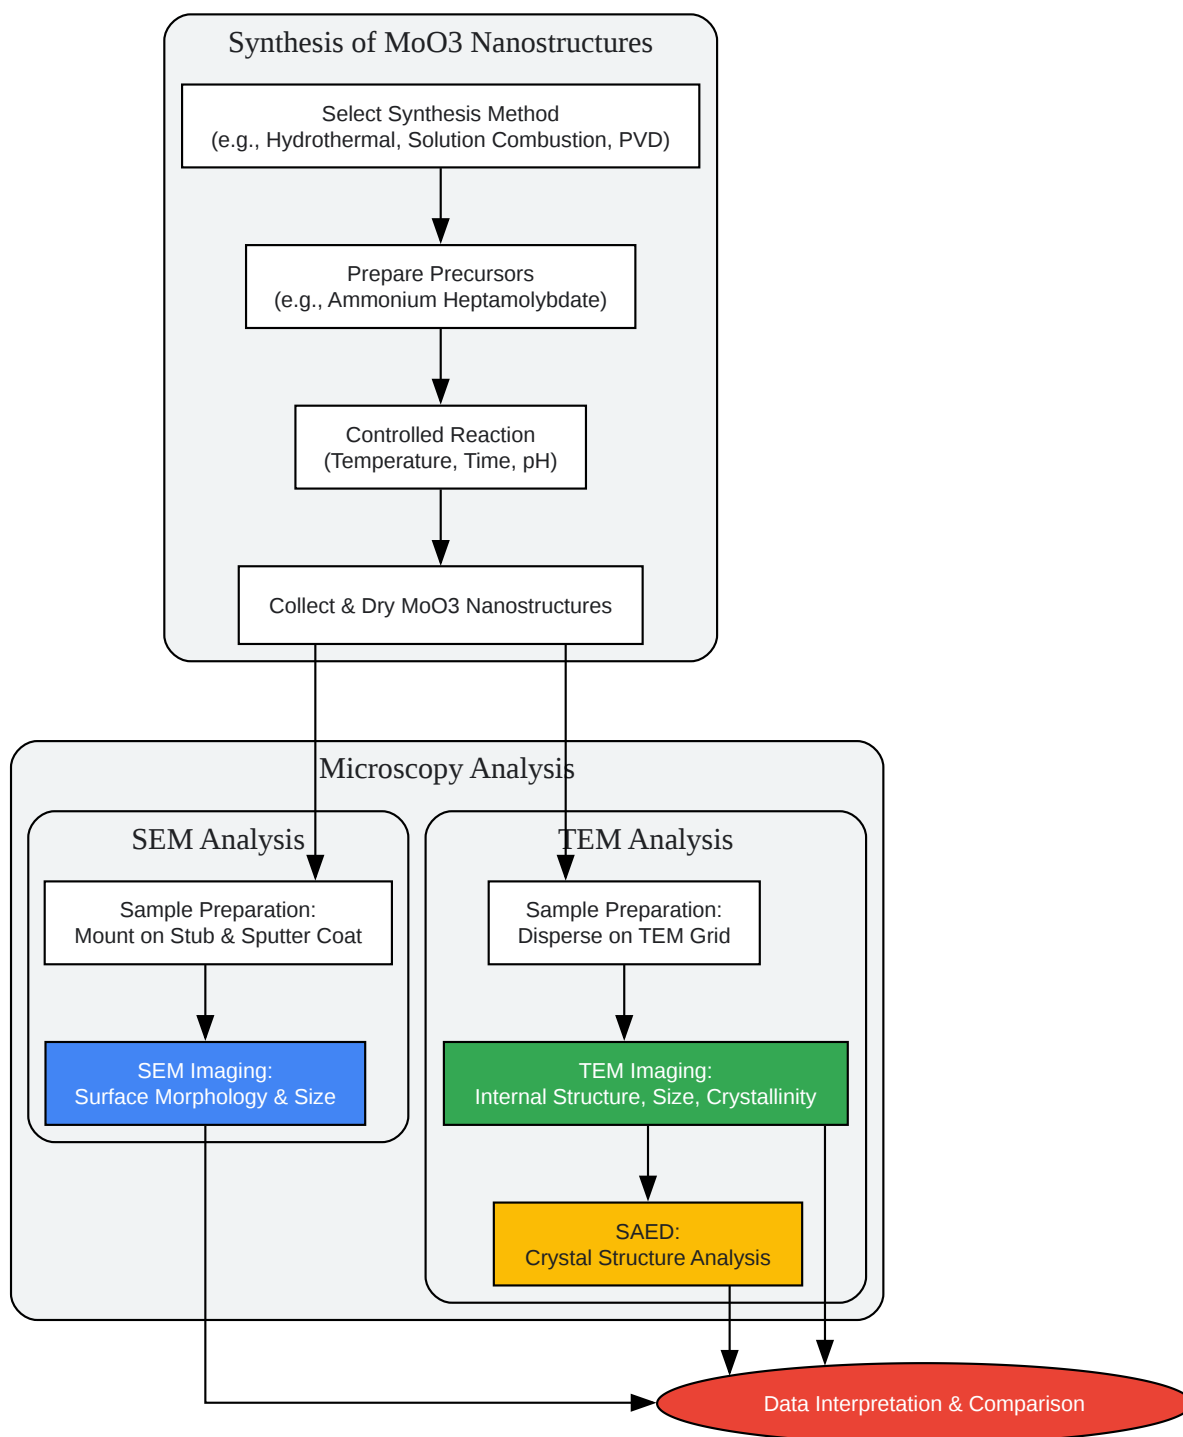 Synthesis of MoO3 Nanostructures
Select Synthesis Method
(e.g., Hydrothermal, Solution Combustion, PVD)
Prepare Precursors
(e.g., Ammonium Heptamolybdate)
Controlled Reaction
(Temperature, Time, pH)
Collect & Dry MoO3 Nanostructures
Microscopy Analysis
SEM Analysis
Sample Preparation:
Mount on Stub & Sputter Coat
SEM Imaging:
Surface Morphology & Size
TEM Analysis
Sample Preparation:
Disperse on TEM Grid
TEM Imaging:
Internal Structure, Size, Crystallinity
SAED:
Crystal Structure Analysis
Data Interpretation & Comparison